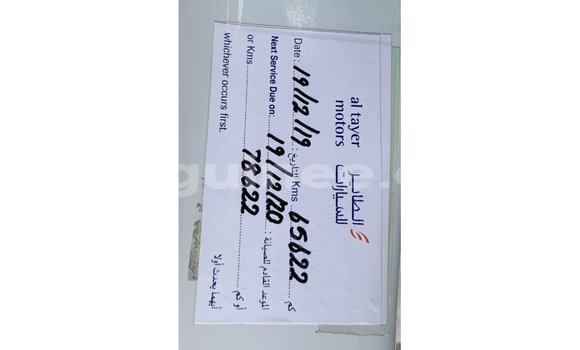 al tayer
motors
الطاير
للسيارات
Date: 19/12/19 التاريخ: Kms 65622 كم
Next Service Due on: 19/12/20 الموعد القادم للصيانة:
or Kms 78622 أو كم
whichever occurs first. أيهما يحدث أولا